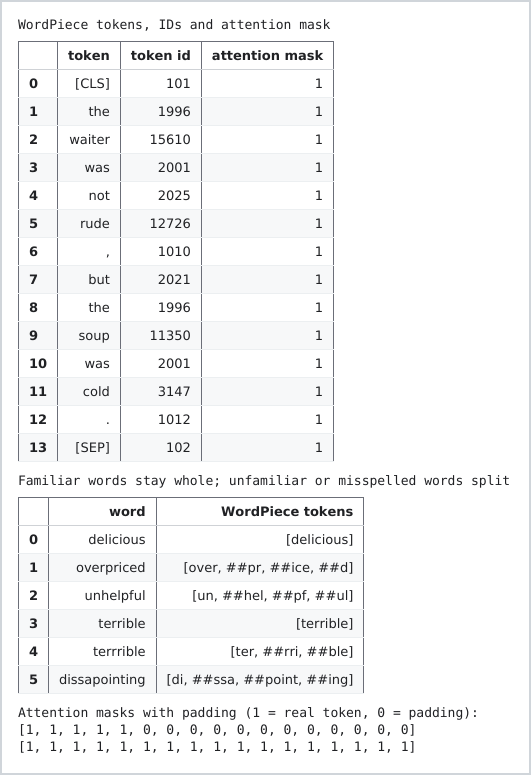 WordPiece tokens, IDs and attention mask
token token id attention mask
0 [CLS] 101 1
1 the 1996 1
2 waiter 15610 1
3 was 2001 1
4 not 2025 1
5 rude 12726 1
6 , 1010 1
7 but 2021 1
8 the 1996 1
9 soup 11350 1
10 was 2001 1
11 cold 3147 1
12 . 1012 1
13 [SEP] 102 1
Familiar words stay whole; unfamiliar or misspelled words split
word WordPiece tokens
0 delicious [delicious]
1 overpriced [over, ##pr, ##ice, ##d]
2 unhelpful [un, ##hel, ##pf, ##ul]
3 terrible [terrible]
4 terrrible [ter, ##rri, ##ble]
5 dissapointing [di, ##ssa, ##point, ##ing]
Attention masks with padding (1 = real token, 0 = padding):
[1, 1, 1, 1, 1, 0, 0, 0, 0, 0, 0, 0, 0, 0, 0, 0, 0]
[1, 1, 1, 1, 1, 1, 1, 1, 1, 1, 1, 1, 1, 1, 1, 1, 1]